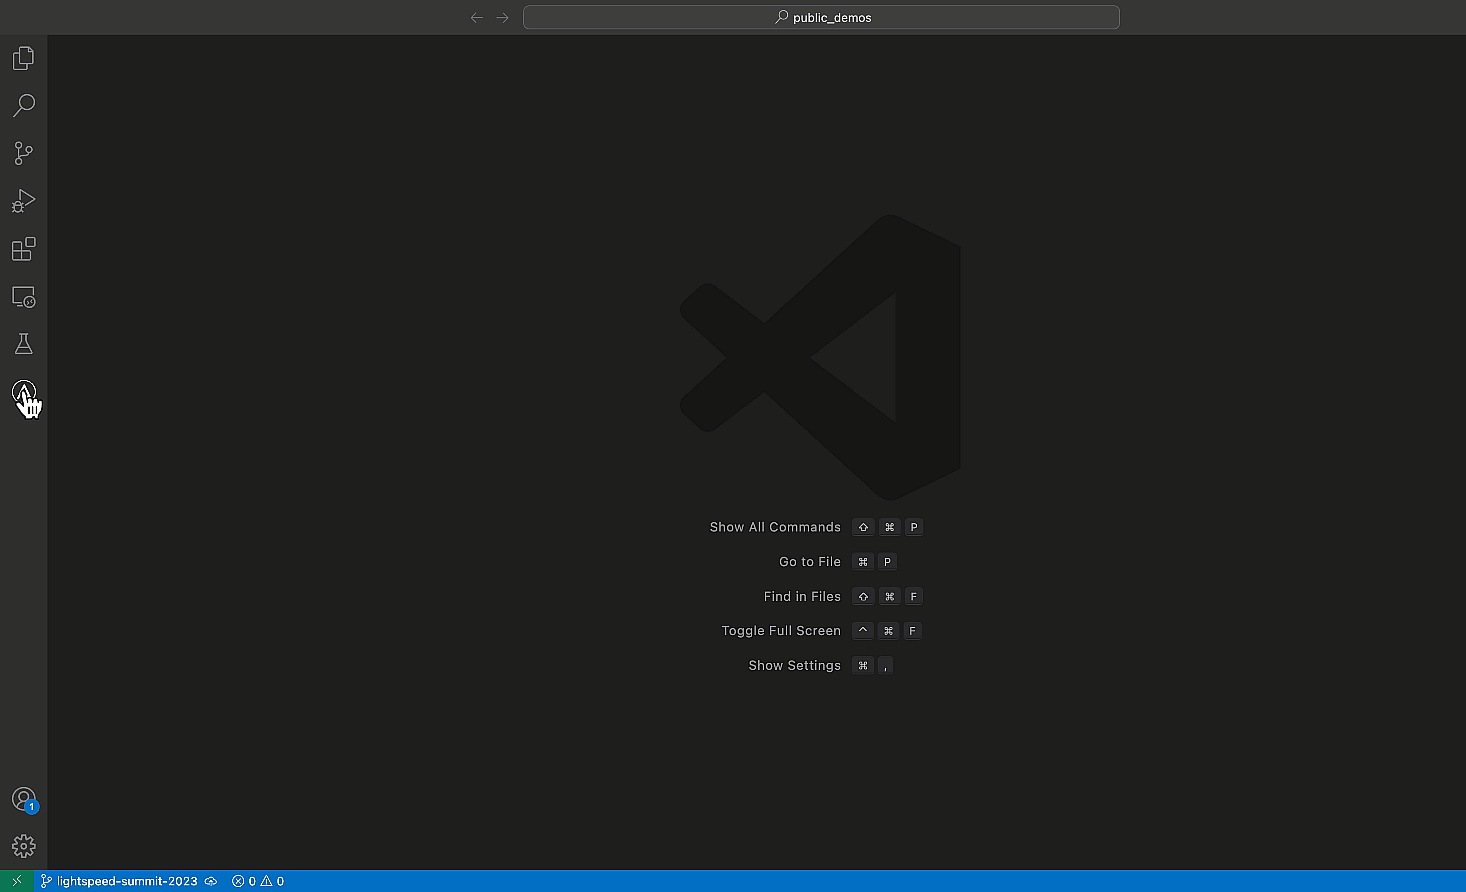 public_demos
Show All Commands ⇧ ⌘ P
Go to File ⌘ P
Find in Files ⇧ ⌘ F
Toggle Full Screen ^ ⌘ F
Show Settings ⌘ ,
1
lightspeed-summit-2023 0 0